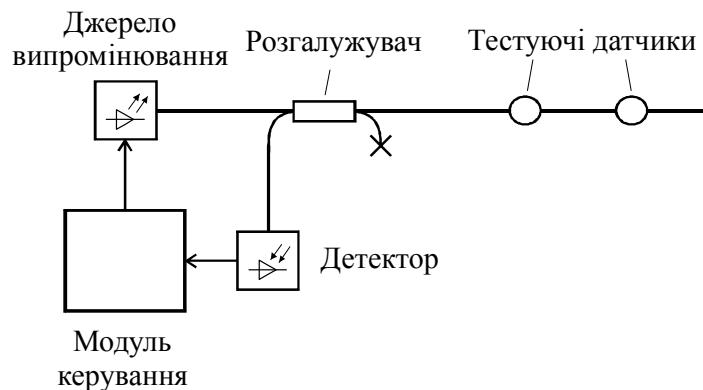 Джерело
випромінювання
Розгалужувач
Тестуючі датчики
Детектор
Модуль
керування